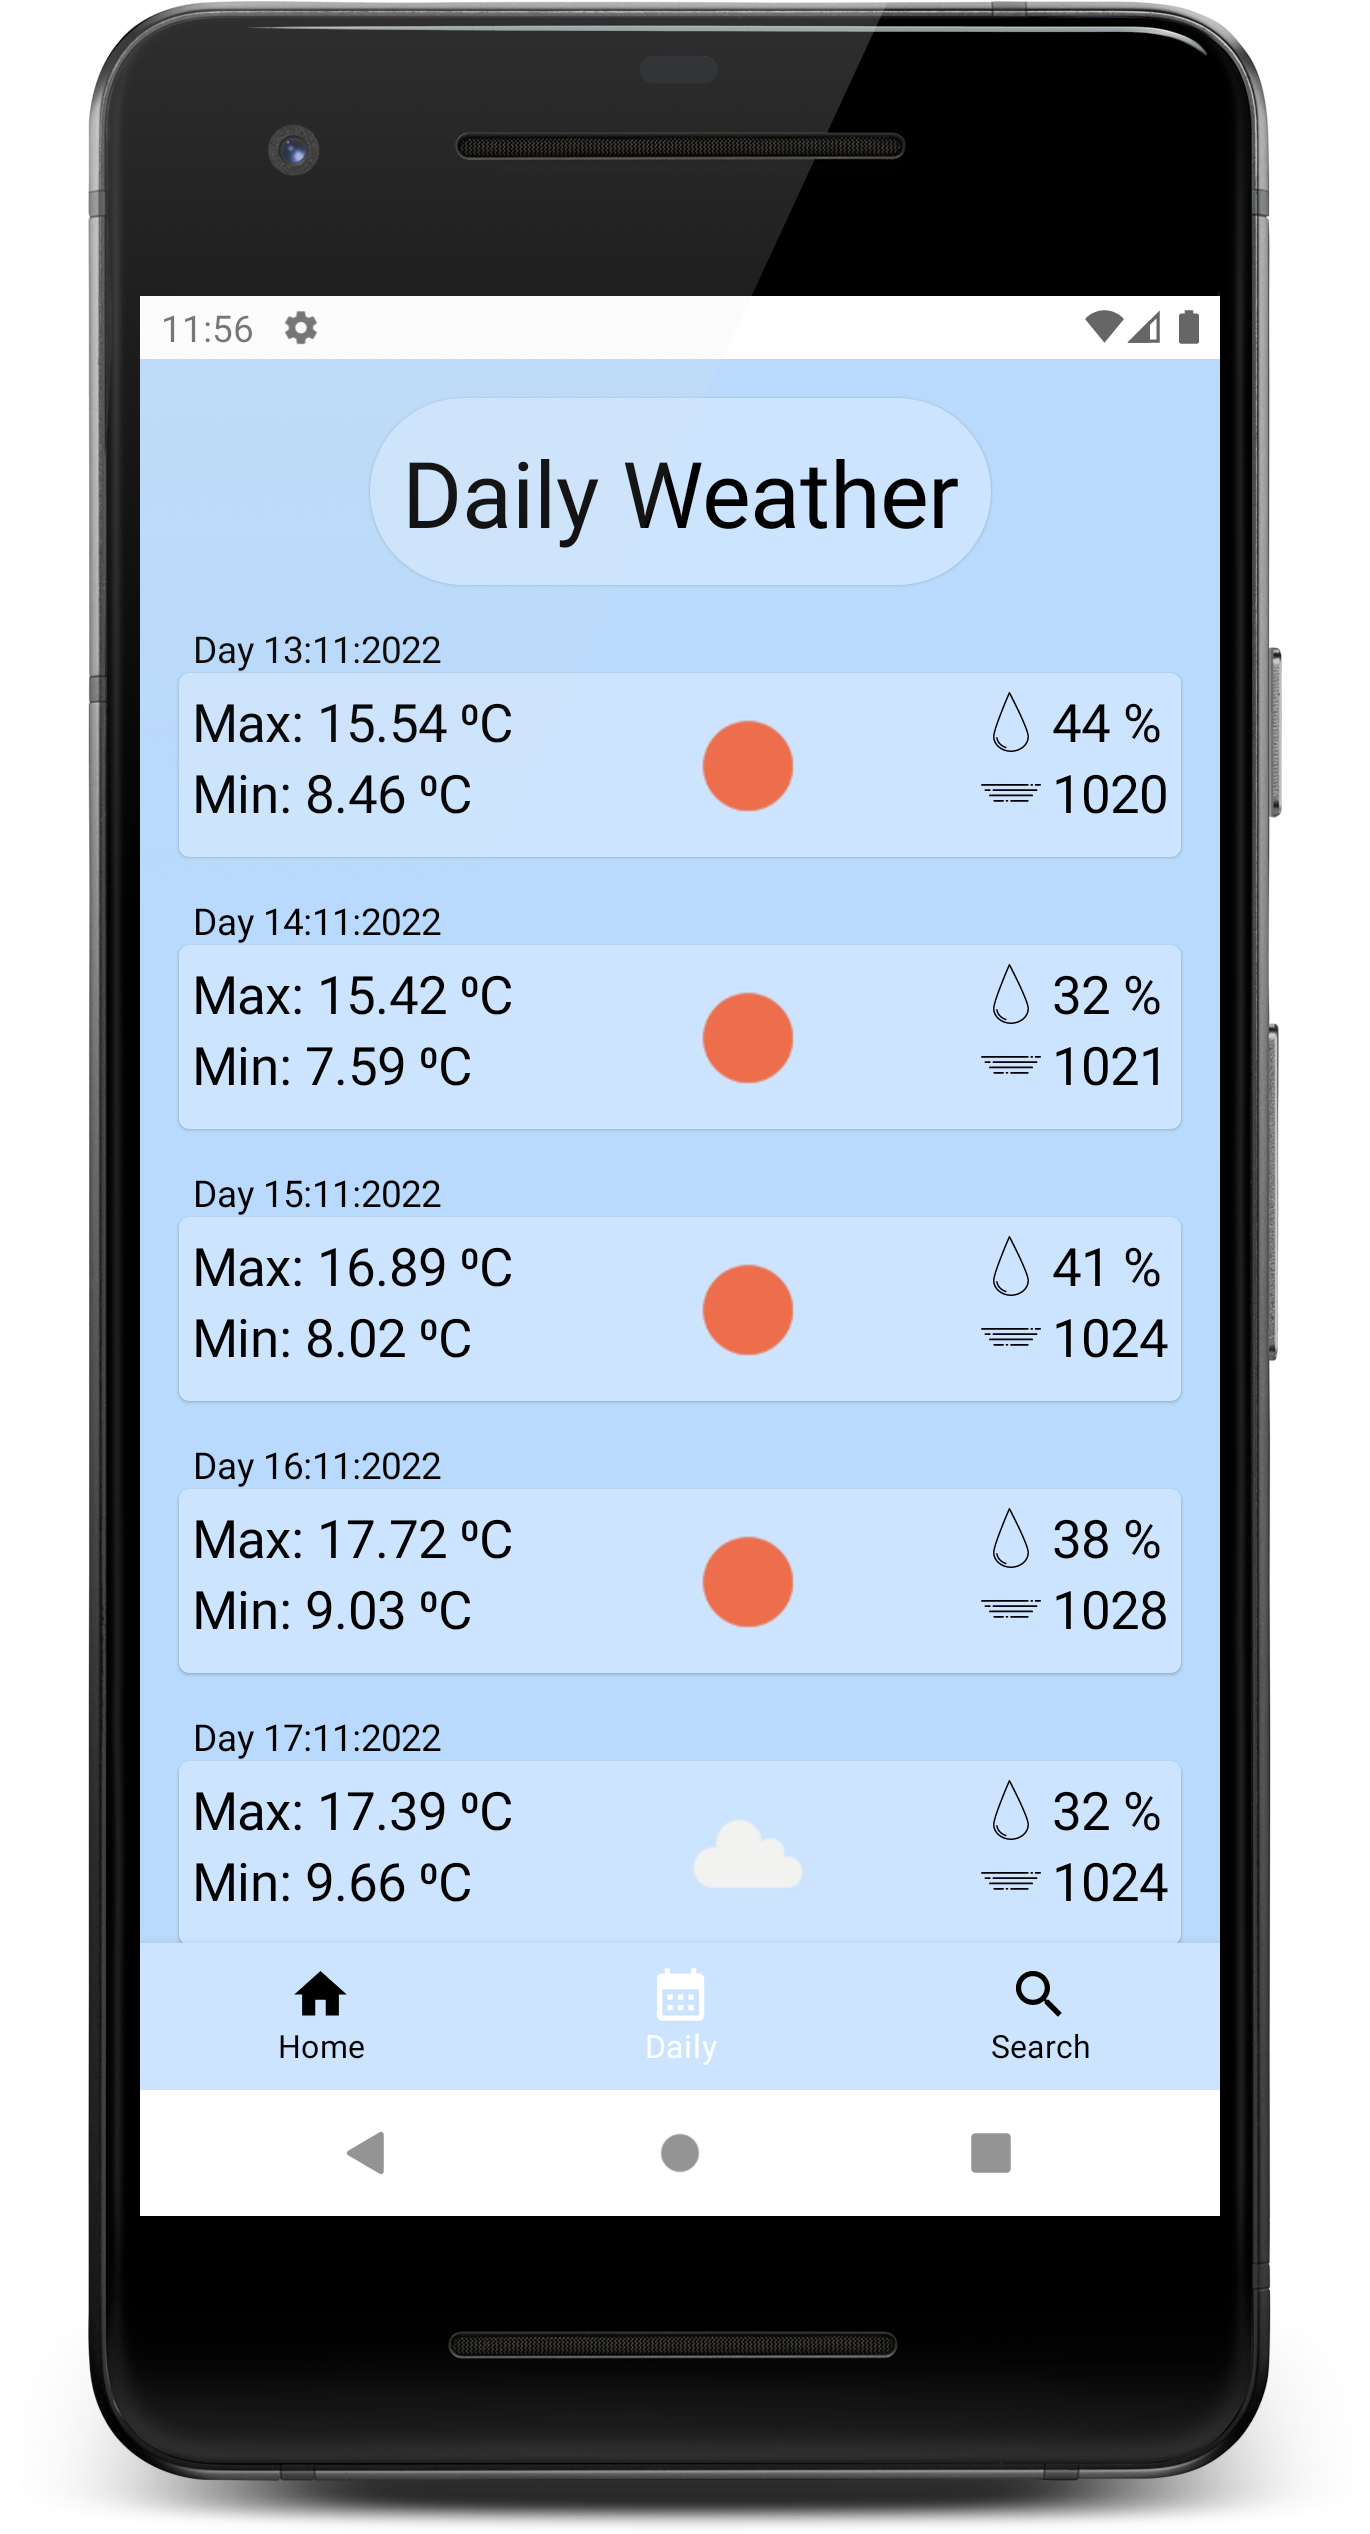 11:56
Daily Weather
Day 13:11:2022
Max: 15.54 ºC
44 %
Min: 8.46 ºC
1020
Day 14:11:2022
Max: 15.42 ºC
32 %
Min: 7.59 ºC
1021
Day 15:11:2022
Max: 16.89 ºC
41 %
Min: 8.02 ºC
1024
Day 16:11:2022
Max: 17.72 ºC
38 %
Min: 9.03 ºC
1028
Day 17:11:2022
Max: 17.39 ºC
32 %
Min: 9.66 ºC
1024
Home
Daily
Search